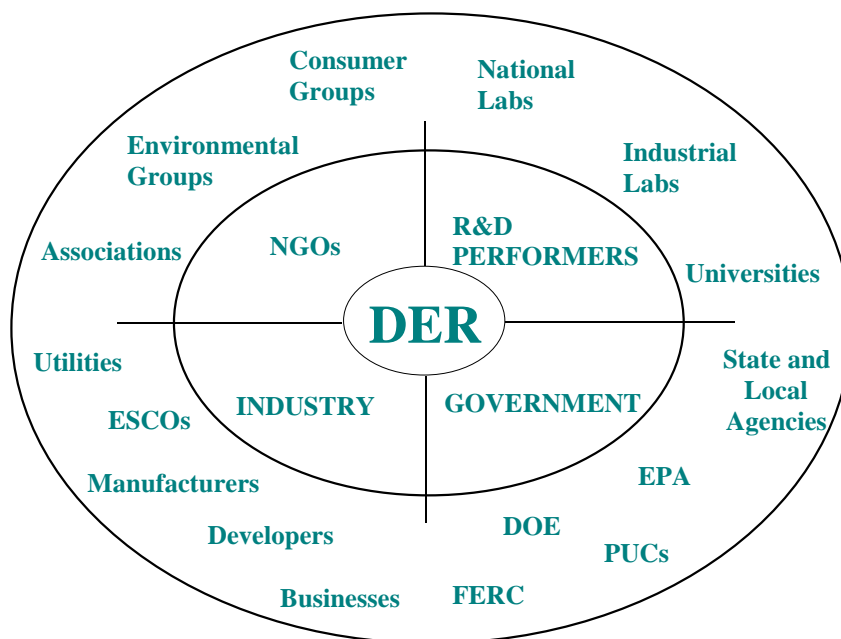 Consumer
Groups
National
Labs
Environmental
Groups
Industrial
Labs
Associations
NGOs
R&D
PERFORMERS
Universities
DER
Utilities
State and
Local
Agencies
INDUSTRY
GOVERNMENT
ESCOs
Manufacturers
EPA
Developers
DOE
PUCs
Businesses
FERC